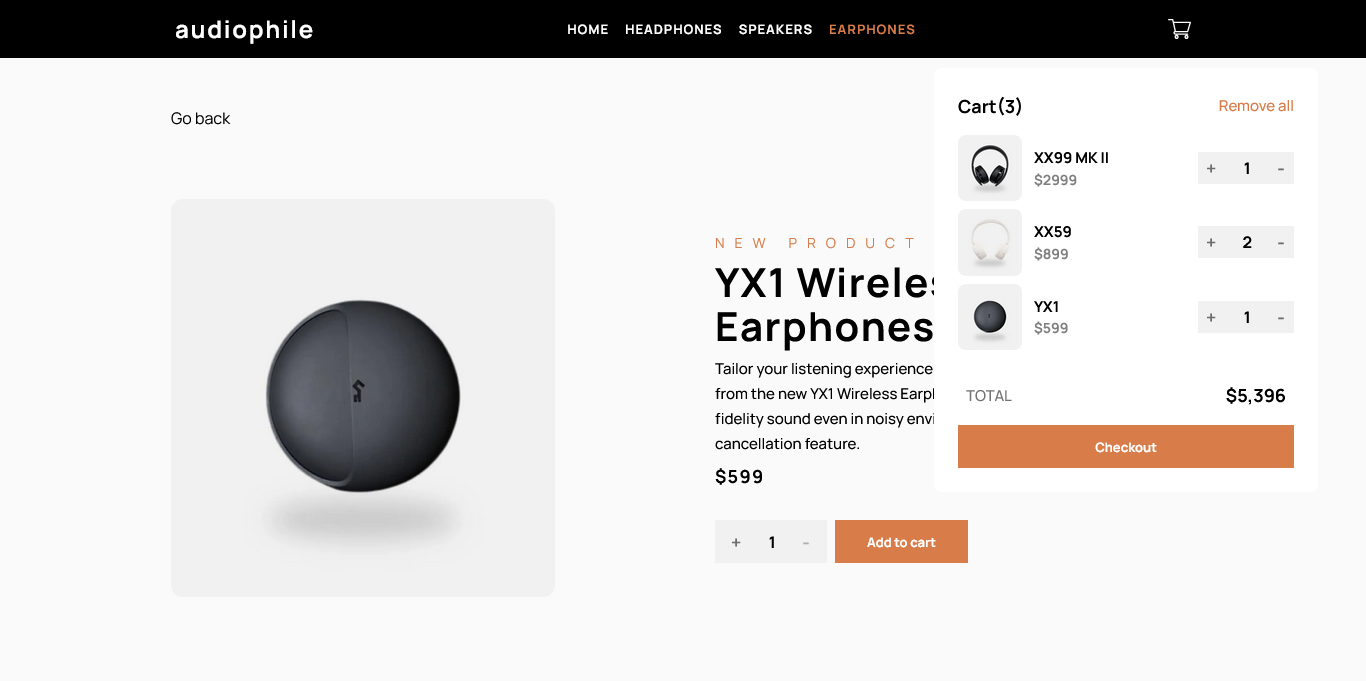 audiophile
HOME HEADPHONES SPEAKERS EARPHONES
Go back
NEW PRODUCT
YX1 Wireles
Earphones
Tailor your listening experience
from the new YX1 Wireless Earp
fidelity sound even in noisy envi
cancellation feature.
$599
+ 1 -
Add to cart
Cart(3)
Remove all
XX99 MK II
$2999
+ 1 -
XX59
$899
+ 2 -
YX1
$599
+ 1 -
TOTAL
$5,396
Checkout